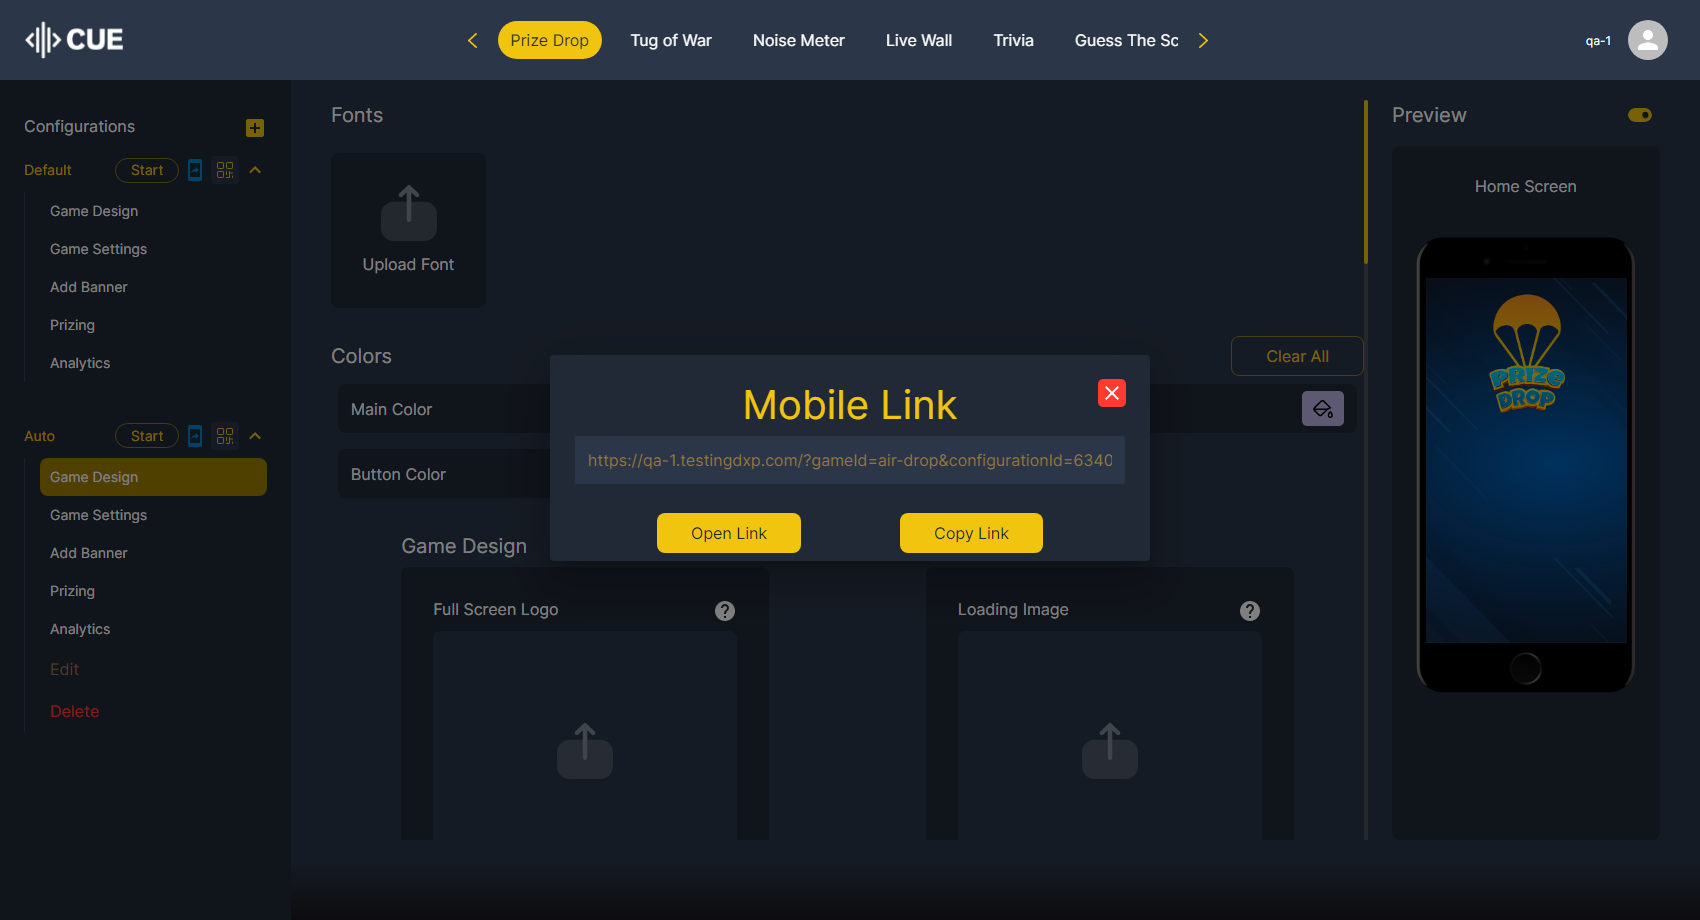 CUE
Prize Drop
Tug of War
Noise Meter
Live Wall
Trivia
Guess The Sc
qa-1
Configurations
Default
Start
Game Design
Game Settings
Add Banner
Prizing
Analytics
Auto
Start
Game Design
Game Settings
Add Banner
Prizing
Analytics
Edit
Delete
Fonts
Upload Font
Colors
Clear All
Main Color
Button Color
Mobile Link
https://qa-1.testingdxp.com/?gameId=air-drop&configurationId=6340
Open Link
Copy Link
Game Design
Full Screen Logo
?
Loading Image
?
Preview
Home Screen
PRIZE
DROP